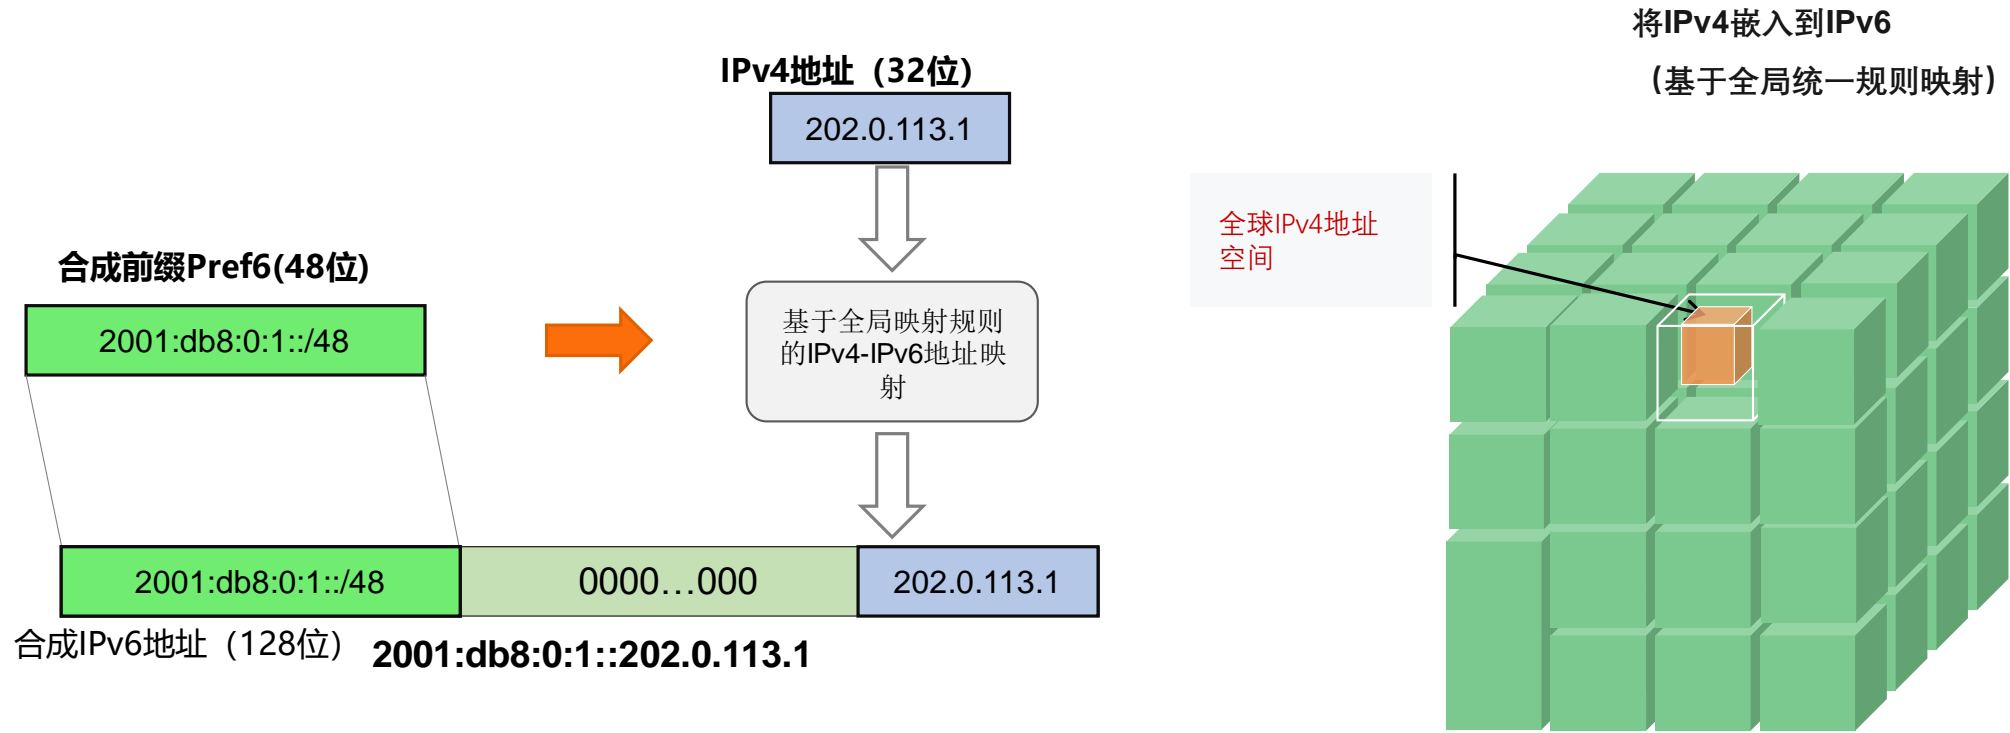 将IPv4嵌入到IPv6
（基于全局统一规则映射）
IPv4地址（32位）
202.0.113.1
全球IPv4地址
空间
合成前缀Pref6(48位)
2001:db8:0:1::/48
基于全局映射规则
的IPv4-IPv6地址映
射
2001:db8:0:1::/48
0000…000
202.0.113.1
合成IPv6地址（128位）
2001:db8:0:1::202.0.113.1